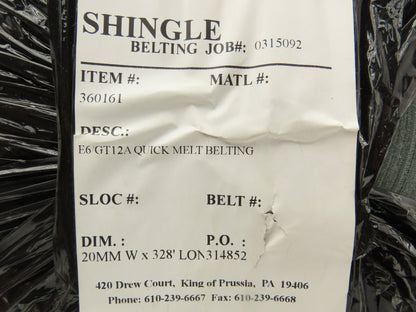 SHINGLE
BELTING JOB#: 0315092
ITEM #: MATL #:
360161
DESC.:
E6/GT12A QUICK MELT BELTING
SLOC #: BELT #:
DIM. : P.O. :
20MM W x 328' LON314852
420 Drew Court, King of Prussia, PA 19406
Phone: 610-239-6667 Fax: 610-239-6668